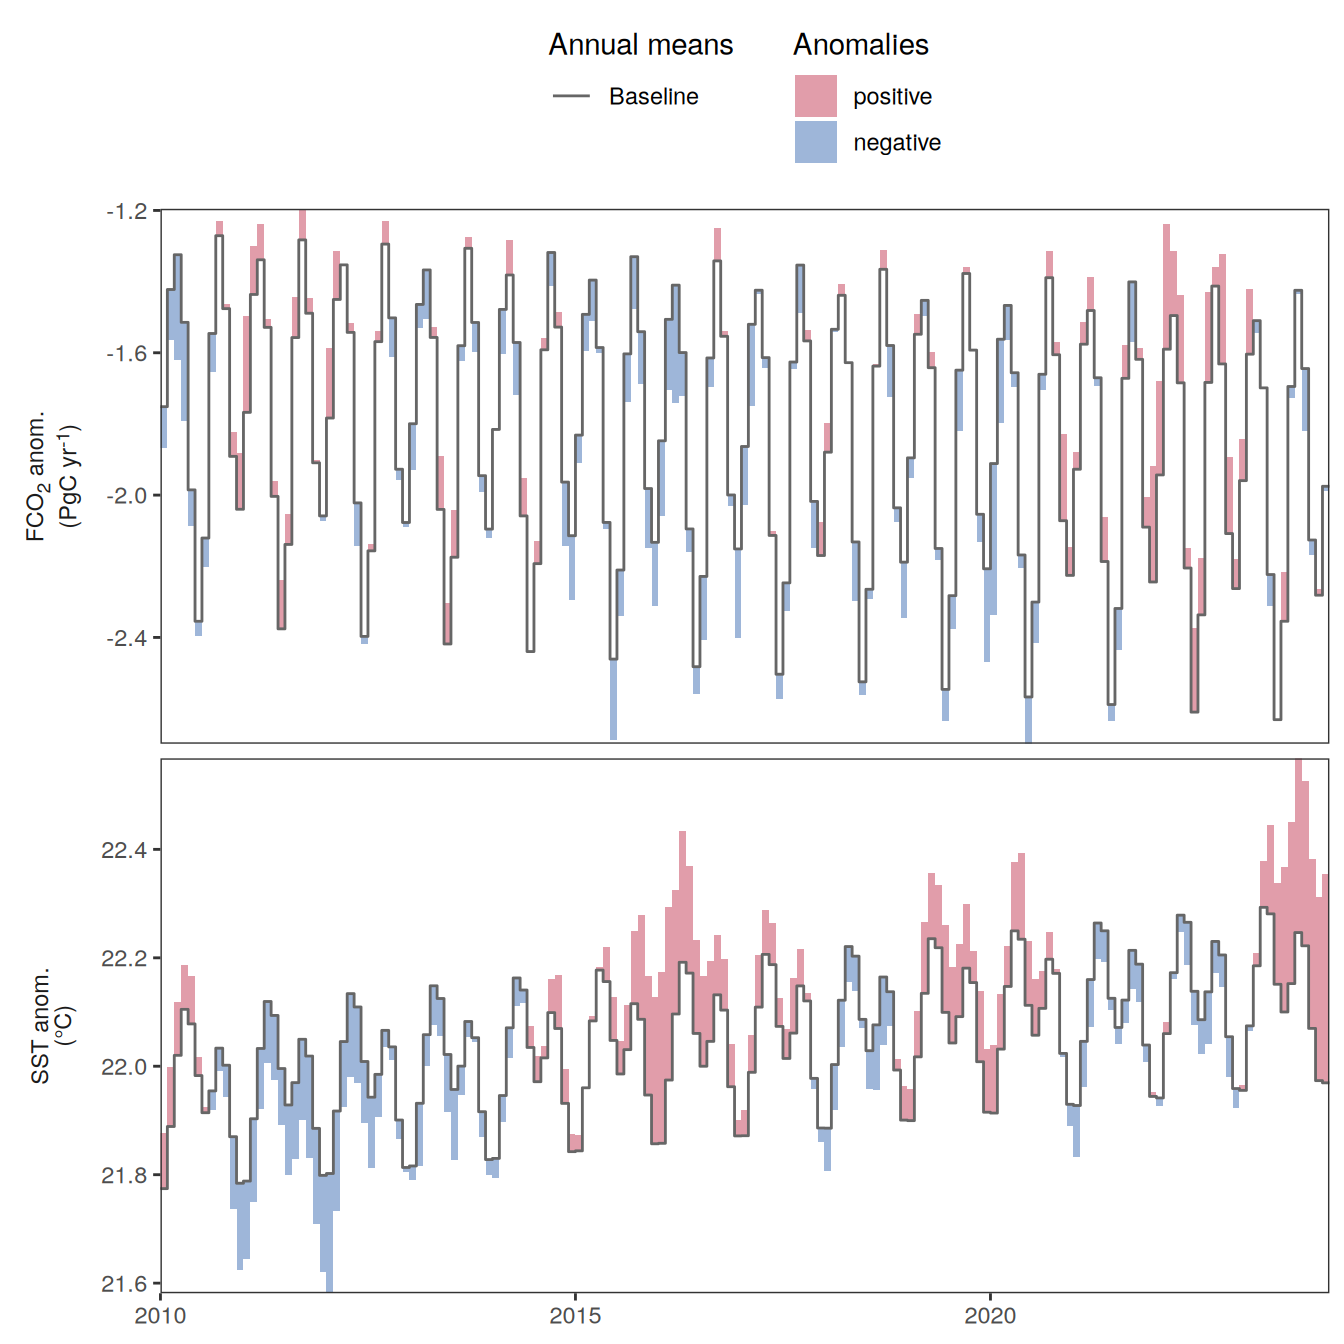 Annual means
Baseline
Anomalies
positive
negative
FCO₂ anom.
(PgC yr⁻¹)
-1.2
-1.6
-2.0
-2.4
SST anom.
(°C)
22.4
22.2
22.0
21.8
21.6
2010
2015
2020